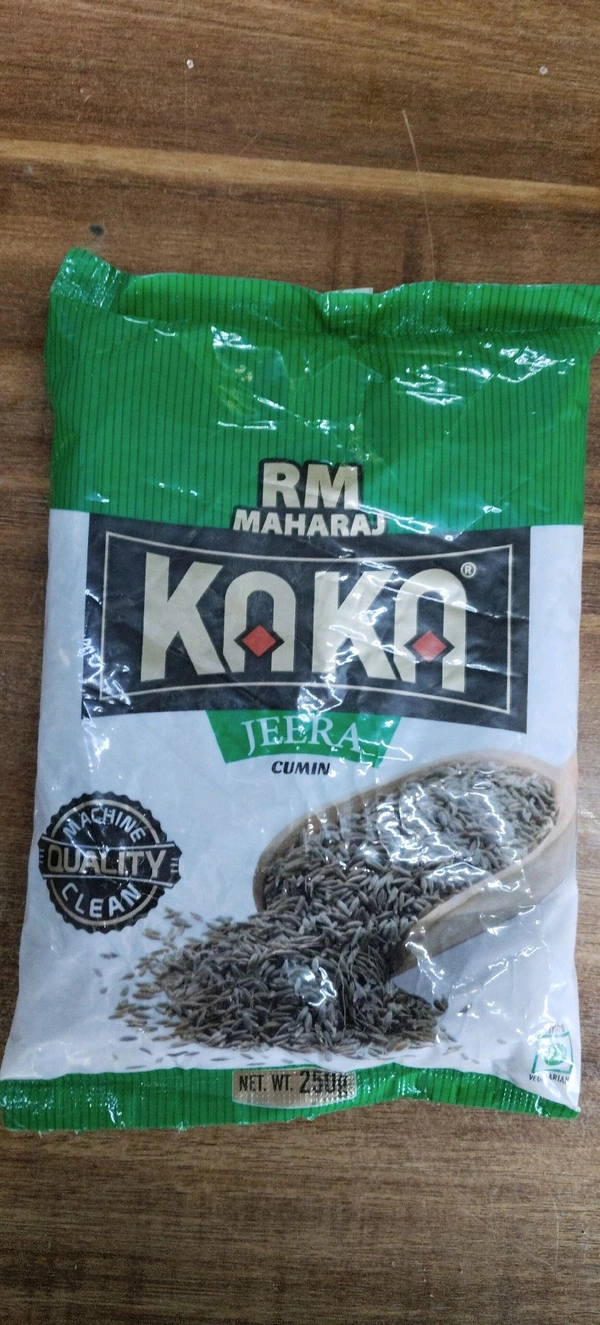 RM
MAHARAJ
KAKA®
JEERA
CUMIN
MACHINE
QUALITY
CLEAN
NET. WT. 250g